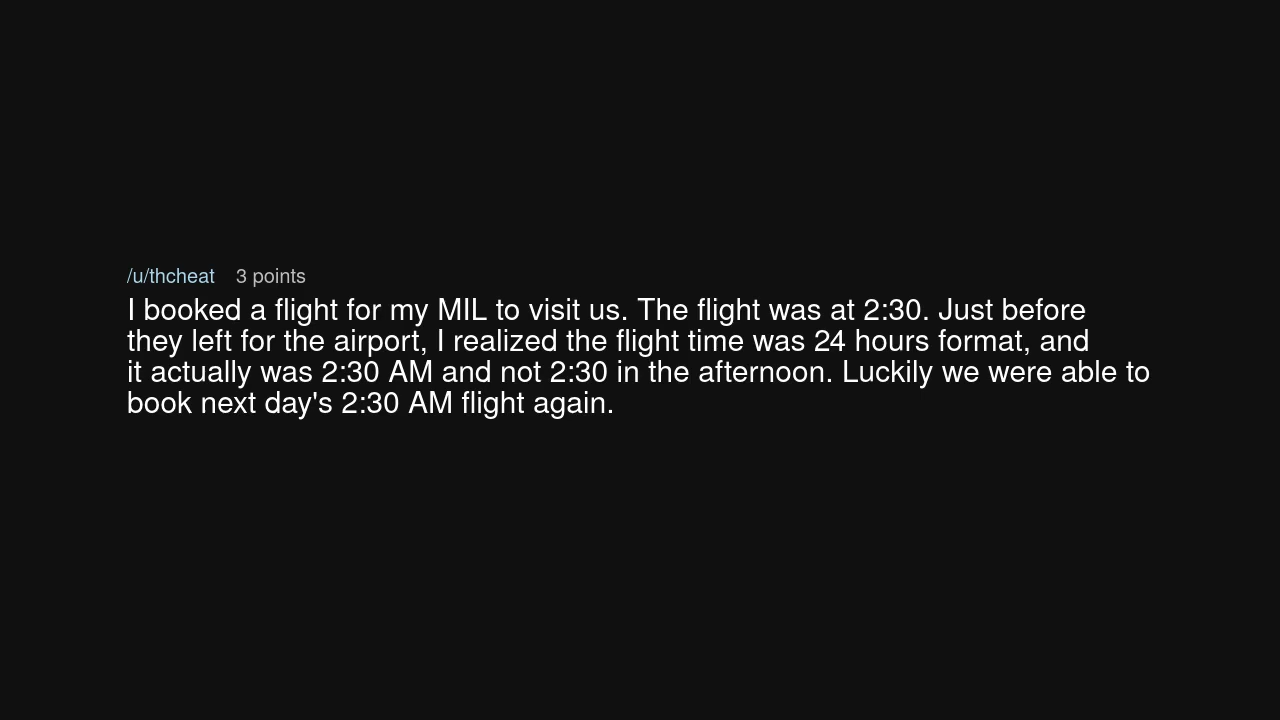 /u/thcheat 3 points
I booked a flight for my MIL to visit us. The flight was at 2:30. Just before
they left for the airport, I realized the flight time was 24 hours format, and
it actually was 2:30 AM and not 2:30 in the afternoon. Luckily we were able to
book next day's 2:30 AM flight again.